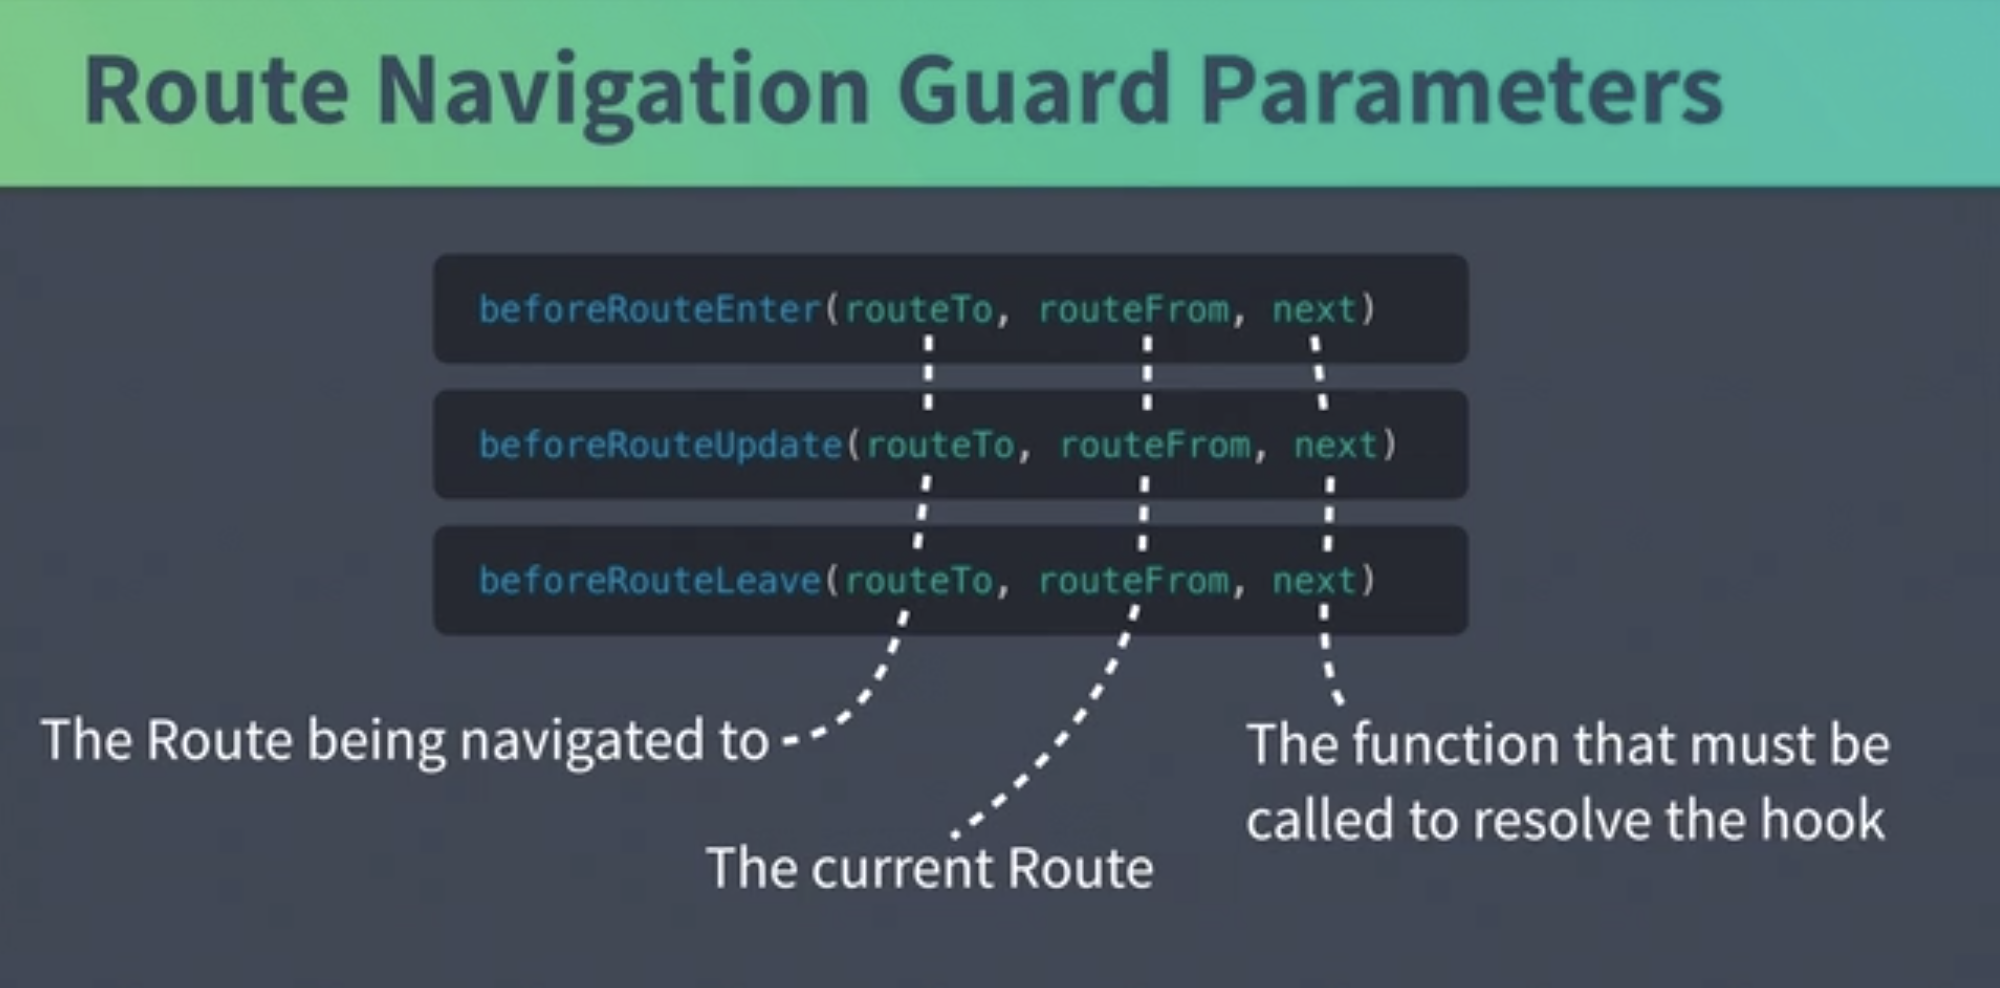 Route Navigation Guard Parameters
beforeRouteEnter(routeTo, routeFrom, next)
beforeRouteUpdate(routeTo, routeFrom, next)
beforeRouteLeave(routeTo, routeFrom, next)
The Route being navigated to
The current Route
The function that must be
called to resolve the hook